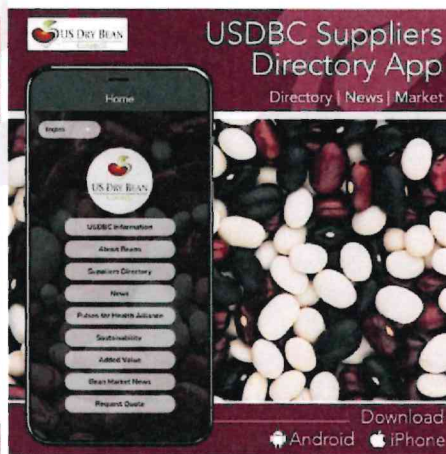 US DRY BEAN
USDBC Suppliers
Directory App
Directory | News | Market
Home
English
US DRY BEAN
USDBC Information
About Beans
Suppliers Directory
News
Pulses for Health Alliance
Sustainability
Added Value
Bean Market News
Request Quote
Download
Android iPhone